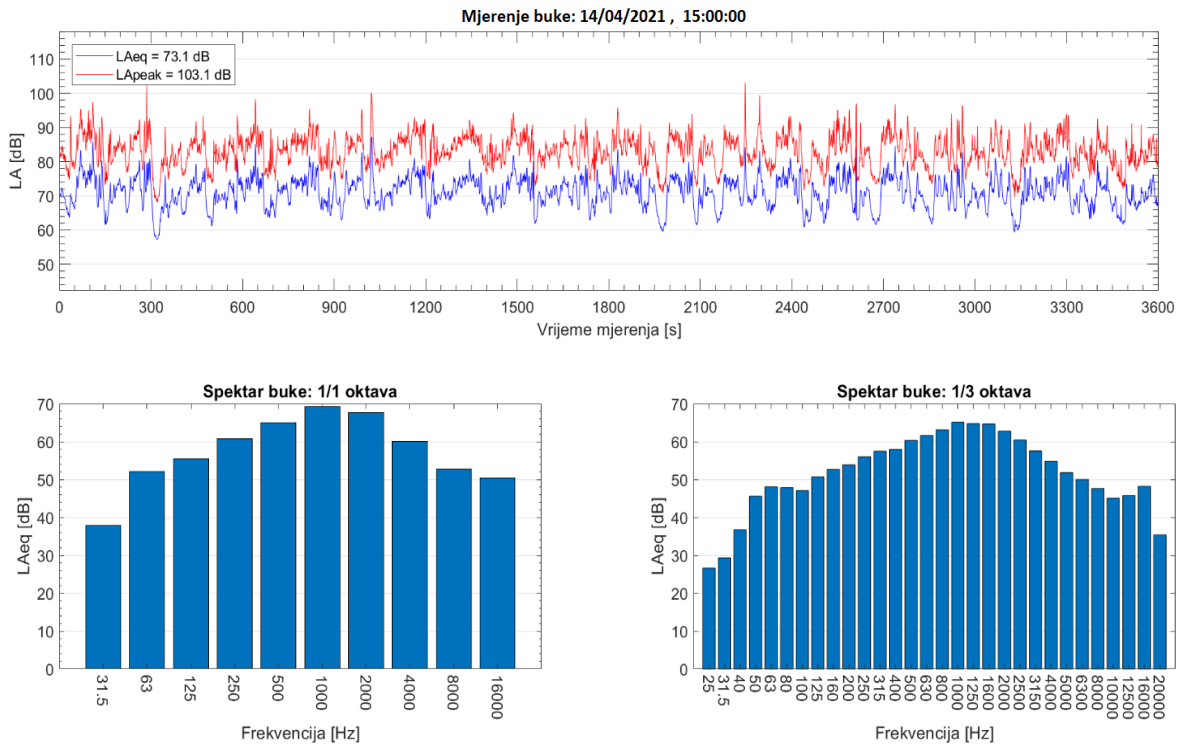 Mjerenje buke: 14/04/2021 , 15:00:00
LAeq = 73.1 dB
LApeak = 103.1 dB
LA [dB]
110
100
90
80
70
60
50
0 300 600 900 1200 1500 1800 2100 2400 2700 3000 3300 3600
Vrijeme mjerenja [s]
Spektar buke: 1/1 oktava
LAeq [dB]
70
60
50
40
30
20
10
0
31.5 63 125 250 500 1000 2000 4000 8000 16000
Frekvencija [Hz]
Spektar buke: 1/3 oktava
LAeq [dB]
70
60
50
40
30
20
10
0
25 31.5 40 50 63 80 100 125 160 200 250 315 400 500 630 800 1000 1250 1600 2000 2500 3150 4000 5000 6300 8000 10000 12500 16000 20000
Frekvencija [Hz]